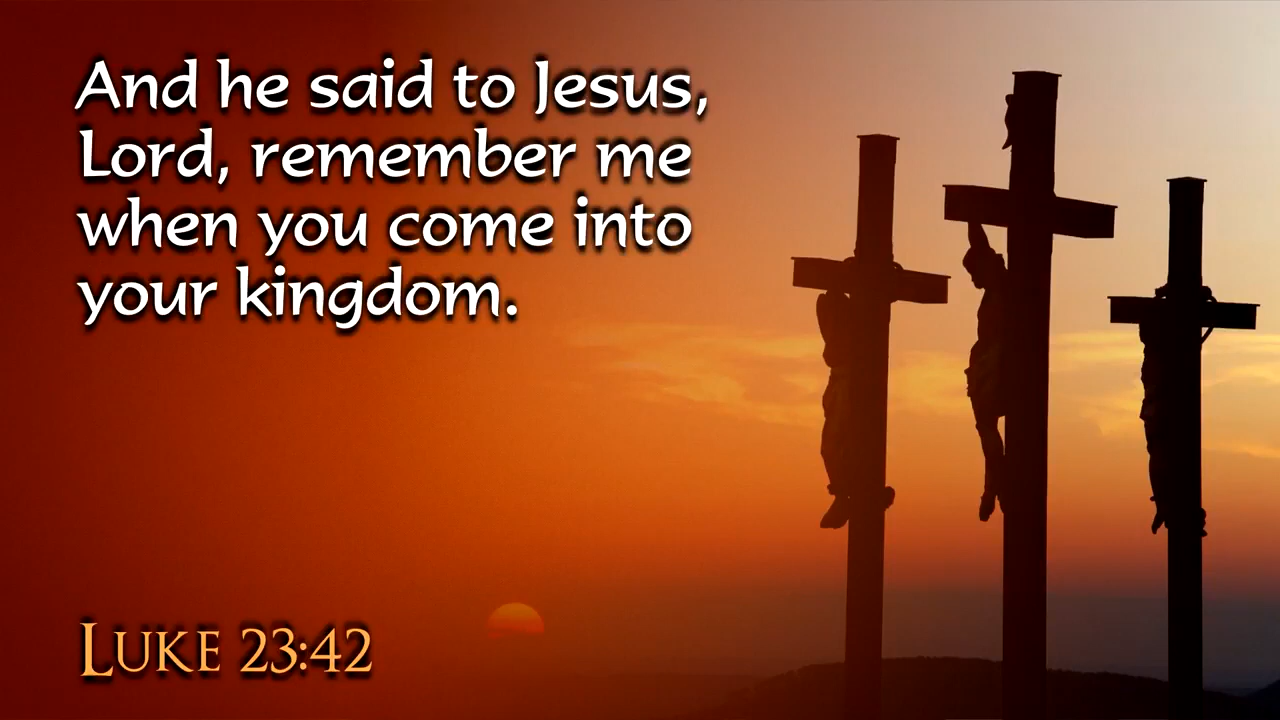 And he said to Jesus,
Lord, remember me
when you come into
your kingdom.
Luke 23:42